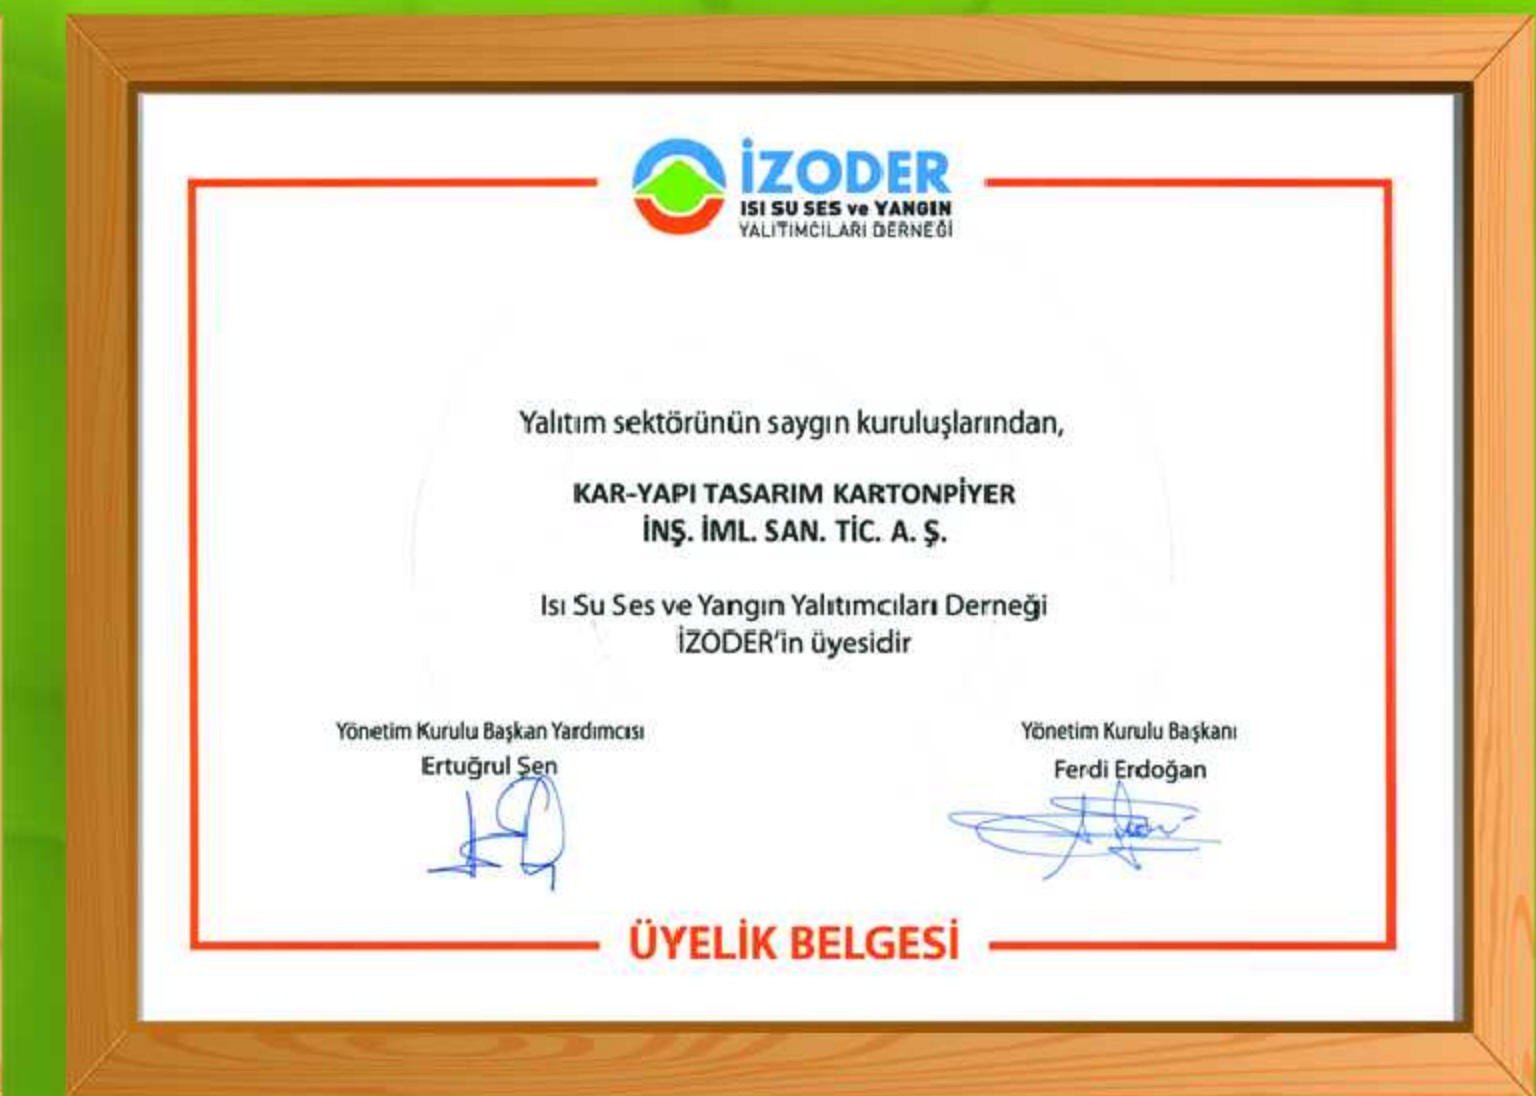 İZODER
ISI SU SES ve YANGIN
YALITIMCILARI DERNEĞİ
Yalıtım sektörünün saygın kuruluşlarından,
KAR-YAPI TASARIM KARTONPİYER
İNŞ. İML. SAN. TİC. A. Ş.
Isı Su Ses ve Yangın Yalıtımcıları Derneği
İZODER'in üyesidir
Yönetim Kurulu Başkan Yardımcısı
Ertuğrul Şen
Yönetim Kurulu Başkanı
Ferdi Erdoğan
ÜYELİK BELGESİ